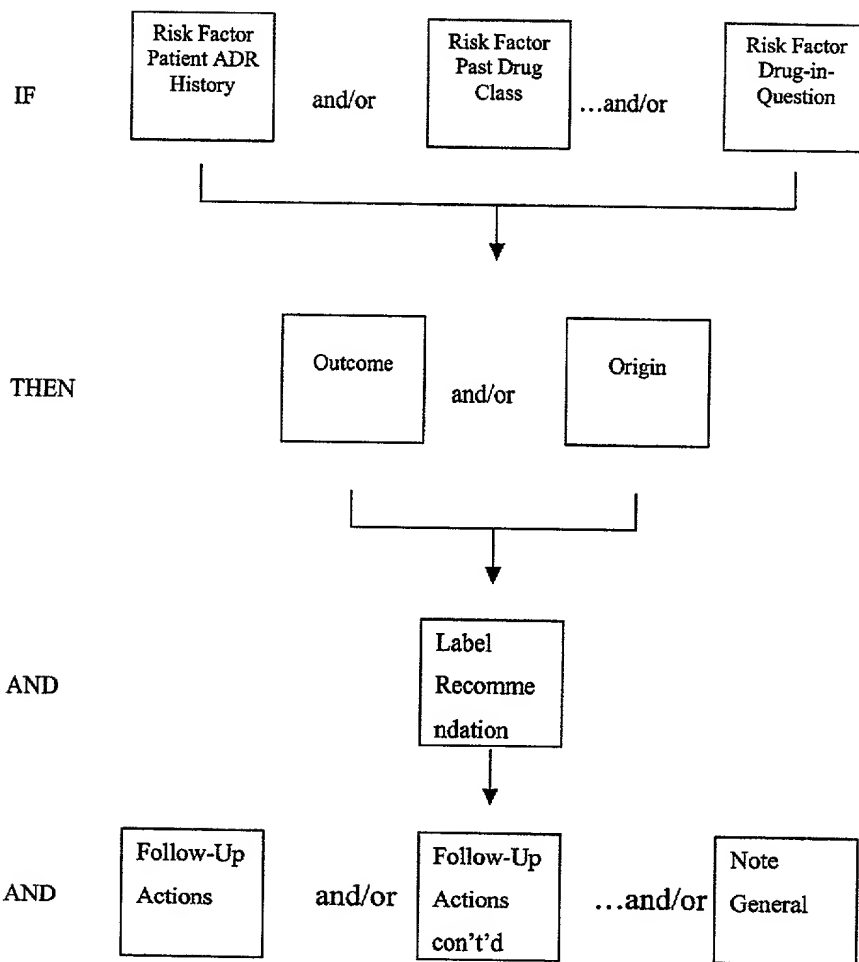 IF
Risk Factor
Patient ADR
History
and/or
Risk Factor
Past Drug
Class
...and/or
Risk Factor
Drug-in-
Question
THEN
Outcome
and/or
Origin
AND
Label
Recomme
ndation
AND
Follow-Up
Actions
and/or
Follow-Up
Actions
con't'd
...and/or
Note
General